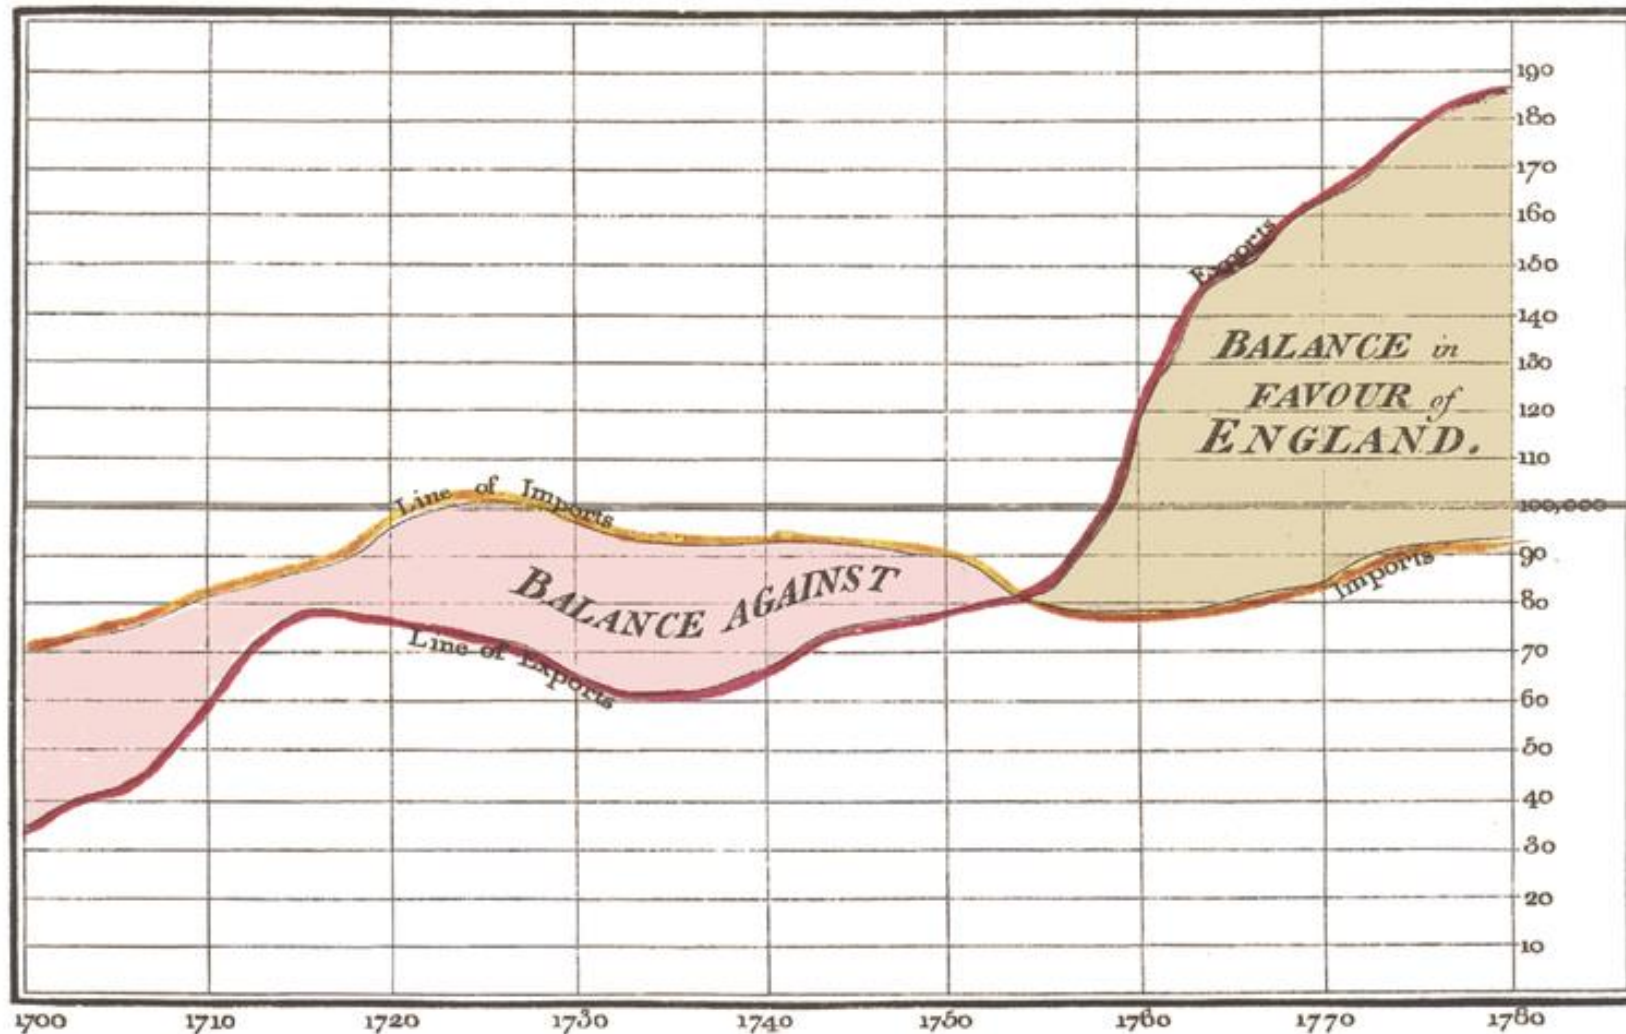 190
180
170
160
150
140
130
120
110
100,000
90
80
70
60
50
40
30
20
10
Line of Imports
Line of Exports
BALANCE AGAINST
Exports
BALANCE in
FAVOUR of
ENGLAND.
Imports
1700 1710 1720 1730 1740 1750 1760 1770 1780